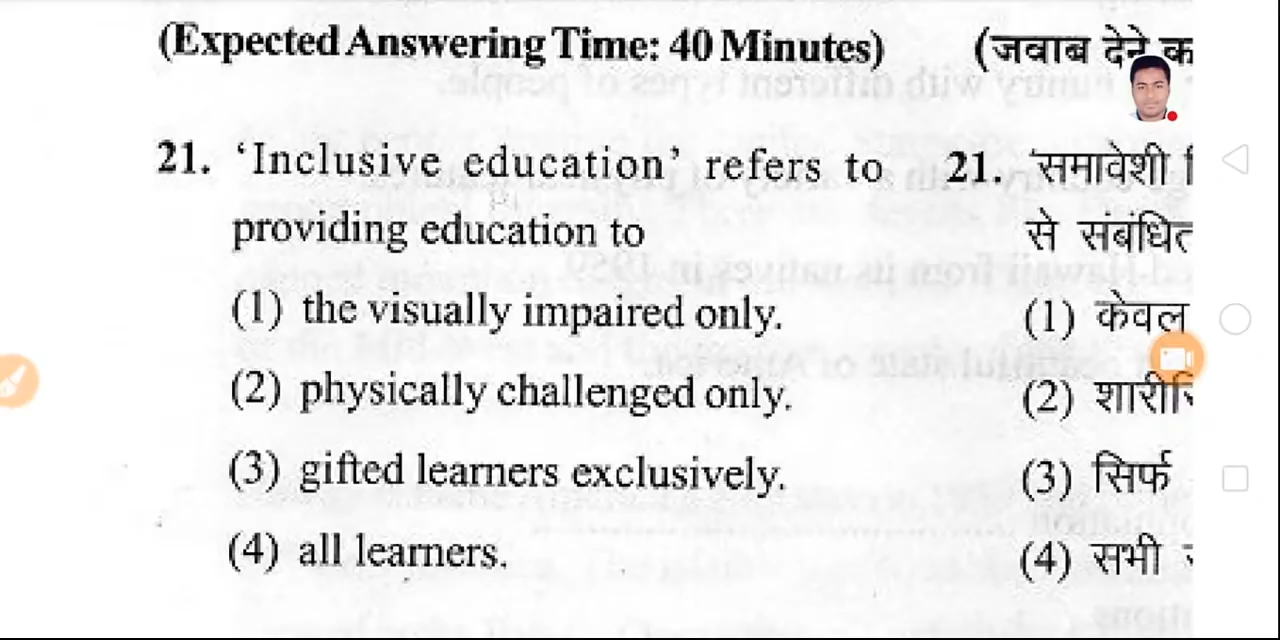 (Expected Answering Time: 40 Minutes)
21. 'Inclusive education' refers to
providing education to
(1) the visually impaired only.
(2) physically challenged only.
(3) gifted learners exclusively.
(4) all learners.
(जवाब देने
21. 'समावेशी
से संबंधित
(1) केवल
(2)
(3) सिर्फ
(4) सभी